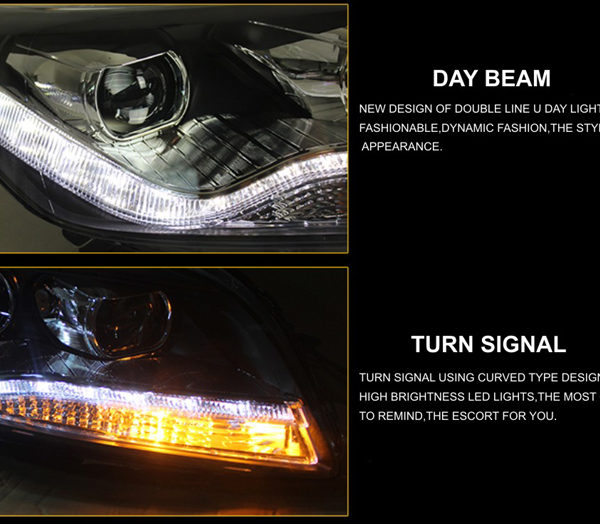 DAY BEAM
NEW DESIGN OF DOUBLE LINE U DAY LIGHT
FASHIONABLE,DYNAMIC FASHION,THE
APPEARANCE.
TURN SIGNAL
TURN SIGNAL USING CURVED TYPE DESIGN
HIGH BRIGHTNESS LED LIGHTS,THE MOST
TO REMIND,THE ESCORT FOR YOU.